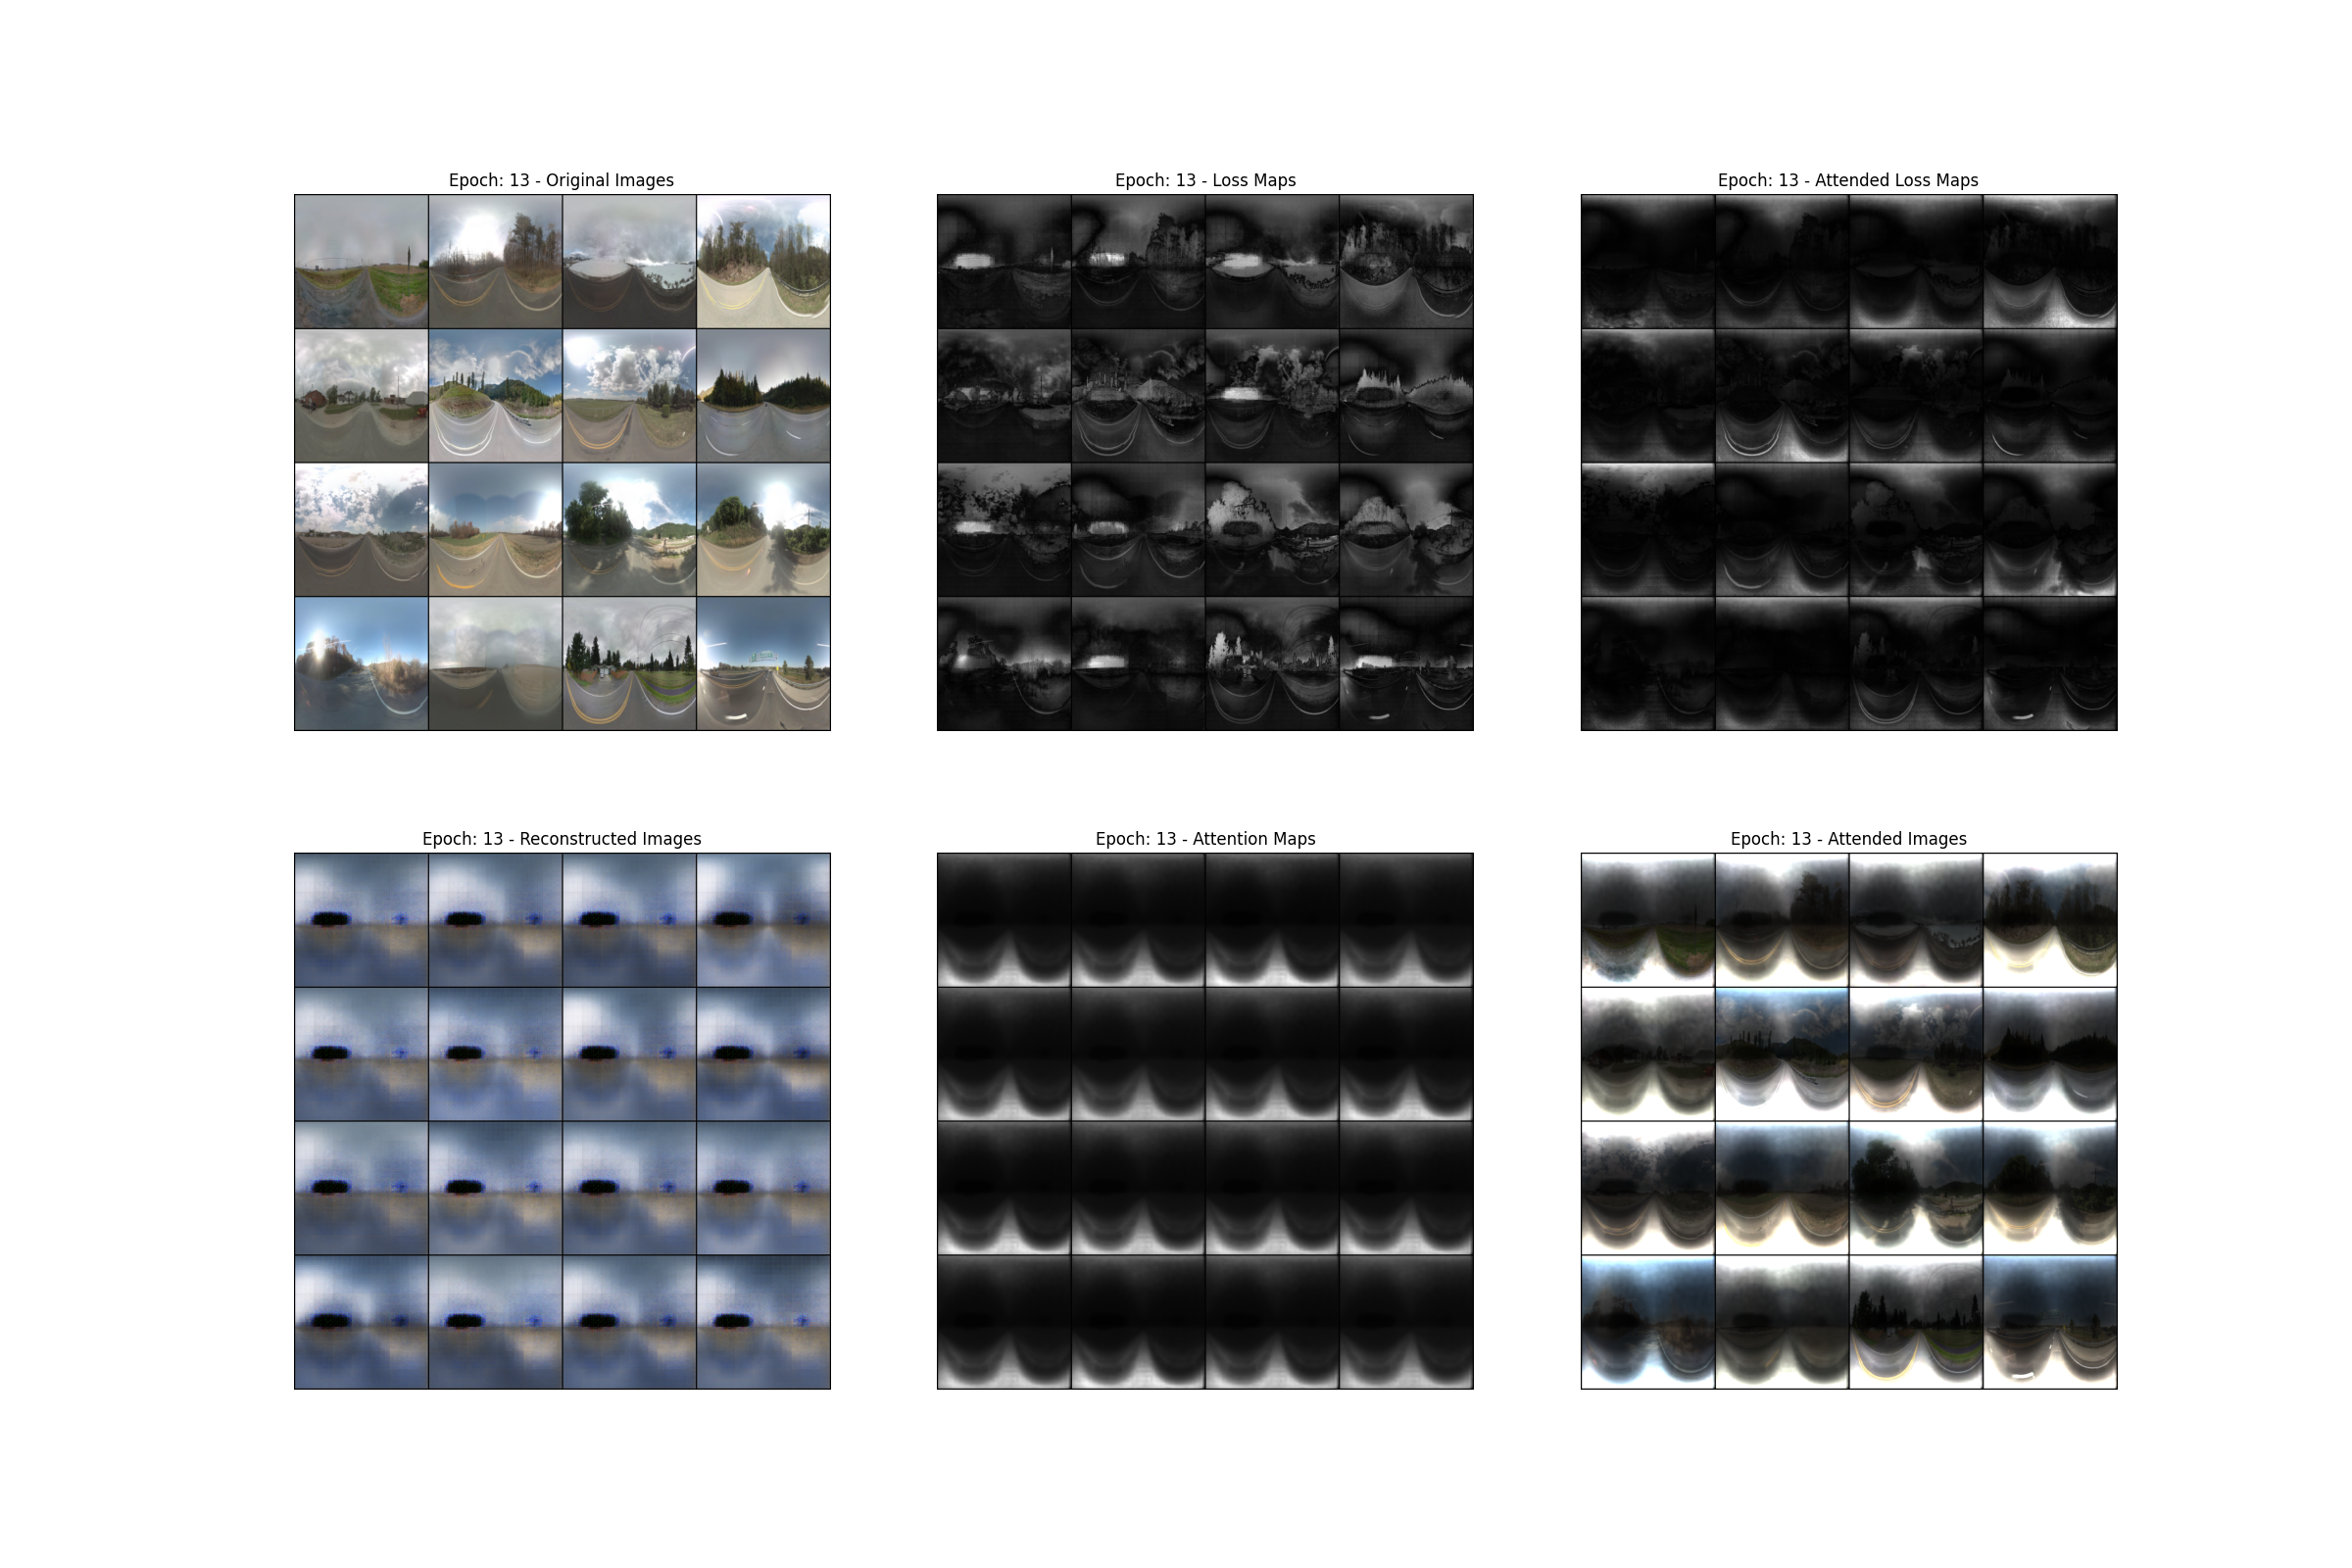 Epoch: 13 - Original Images
Epoch: 13 - Loss Maps
Epoch: 13 - Attended Loss Maps
Epoch: 13 - Reconstructed Images
Epoch: 13 - Attention Maps
Epoch: 13 - Attended Images